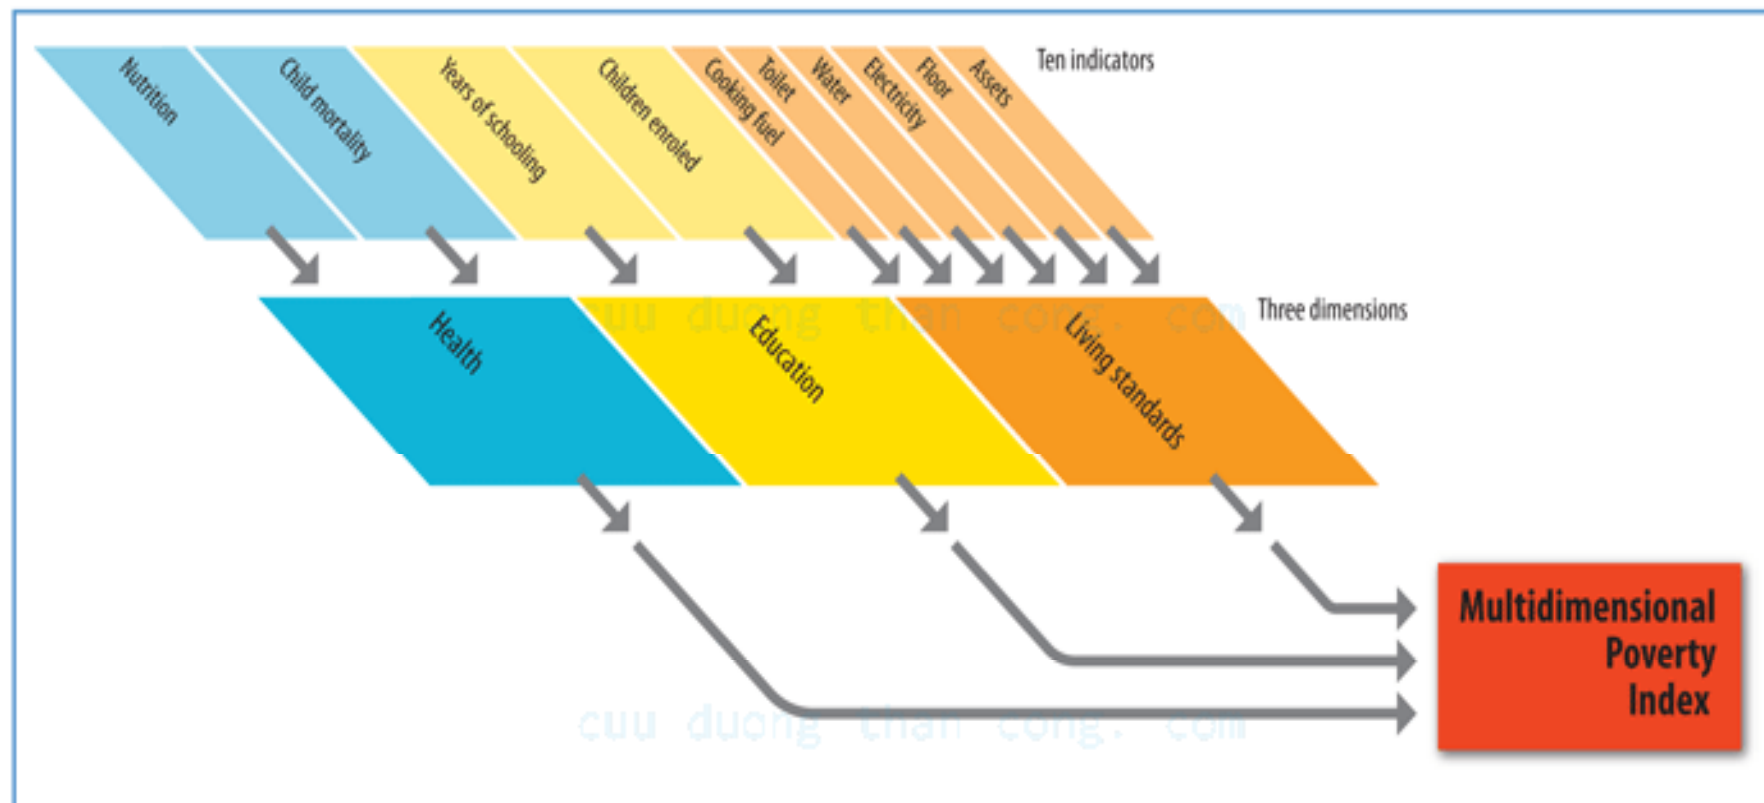 Nutrition
Child mortality
Years of schooling
Children enroled
Cooking fuel
Toilet
Water
Electricity
Floor
Assets
Ten indicators
Health
Education
Living standards
Three dimensions
cuu duong than cong. com
Multidimensional
Poverty
Index
cuu duong than cong. com